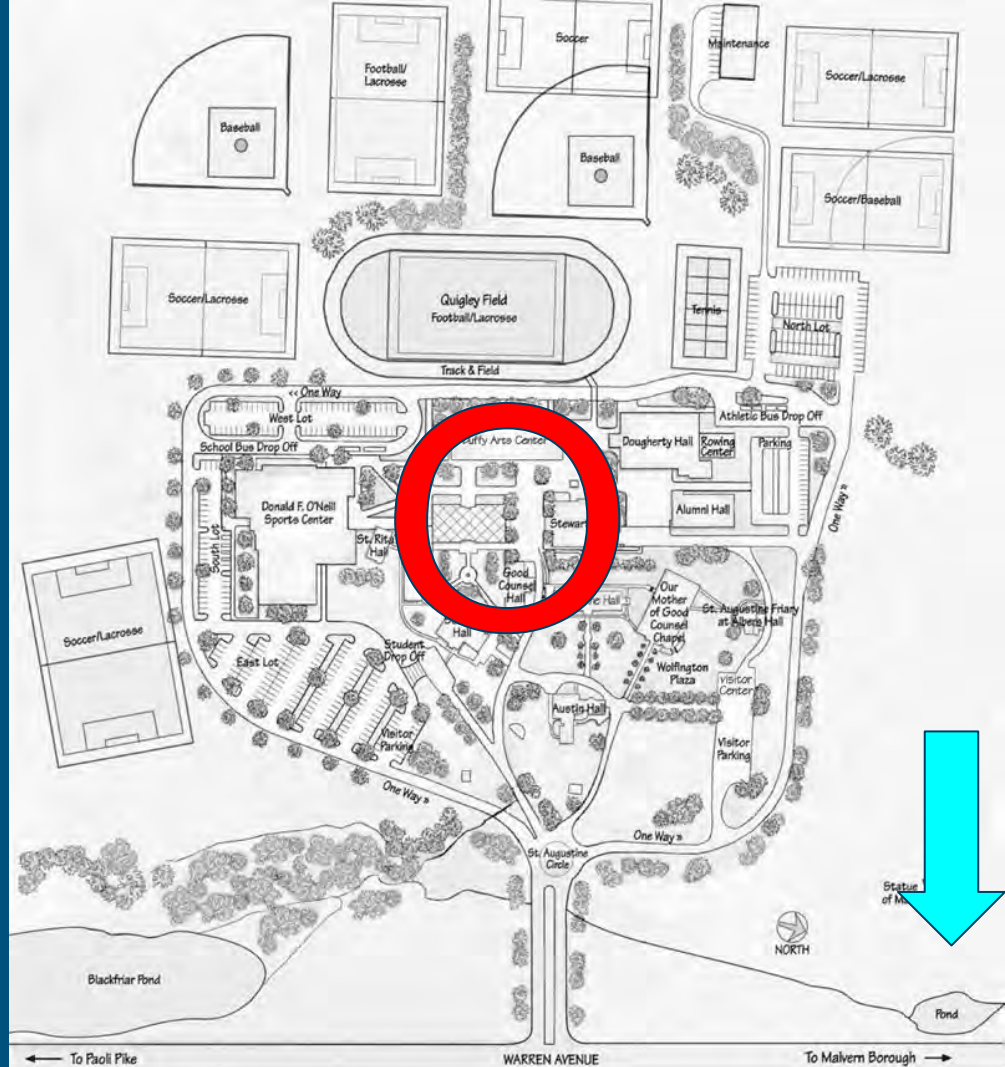 Soccer
Maintenance
Football/
Lacrosse
Soccer/Lacrosse
Baseball
Baseball
Soccer/Baseball
Soccer/Lacrosse
Quigley Field
Football/Lacrosse
Tennis
North Lot
Track & Field
<< One Way
West Lot
Athletic Bus Drop Off
School Bus Drop Off
Arts Center
Dougherty Hall
Rowing
Center
Parking
Donald F. O'Neill
Sports Center
Alumni Hall
One Way »
South Lot
St. Rita
Hall
Good
Counsel
Hall
Our
Mother
of Good
Counsel
Chapel
Hall
St. Augustine Friary
at Albers Hall
Hall
Soccer/Lacrosse
Student
Drop Off
East Lot
Wolfington
Plaza
Visitor
Center
Austin Hall
Visitor
Parking
Visitor
Parking
One Way »
One Way »
St. Augustine
Circle
Statue
of
NORTH
Blackfriar Pond
Pond
To Paoli Pike
WARREN AVENUE
To Malvern Borough